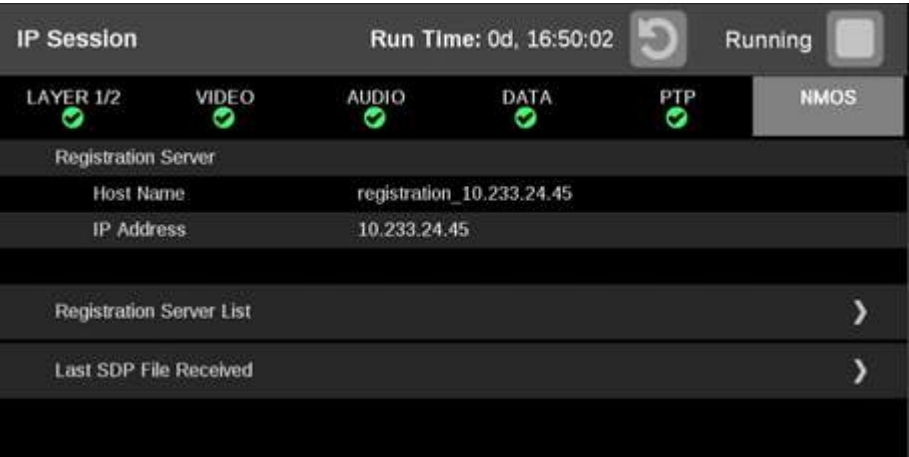 IP Session Run Time: 0d, 16:50:02 Running
LAYER 1/2 VIDEO AUDIO DATA PTP NMOS
Registration Server
Host Name registration_10.233.24.45
IP Address 10.233.24.45
Registration Server List
Last SDP File Received